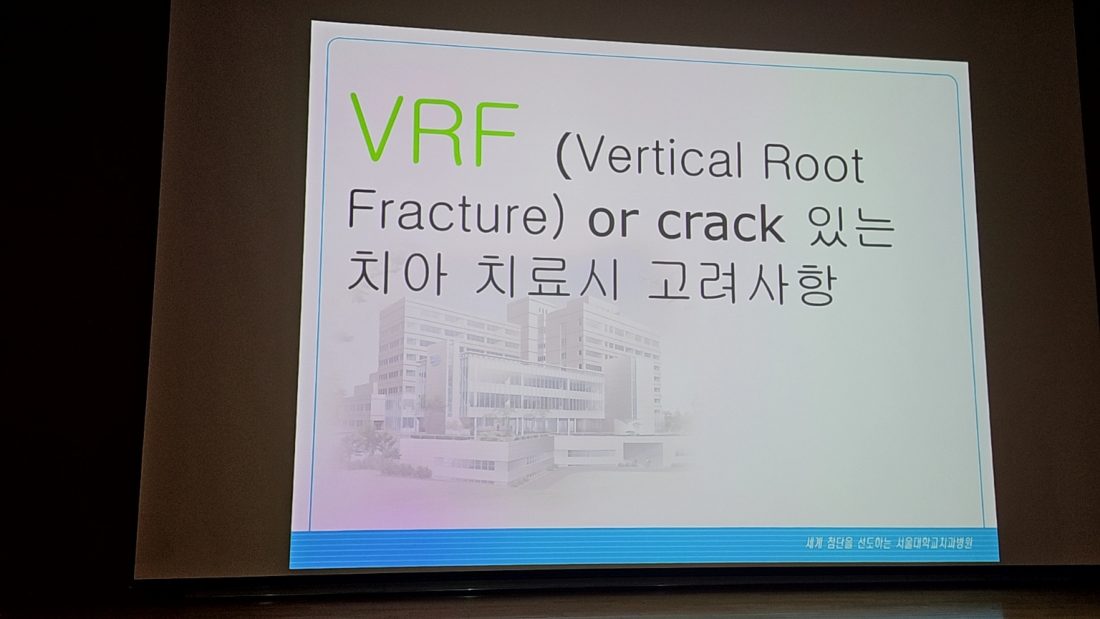 VRF (Vertical Root
Fracture) or crack 있는
치아 치료시 고려사항
세계 첨단을 선도하는 서울대학교치과병원